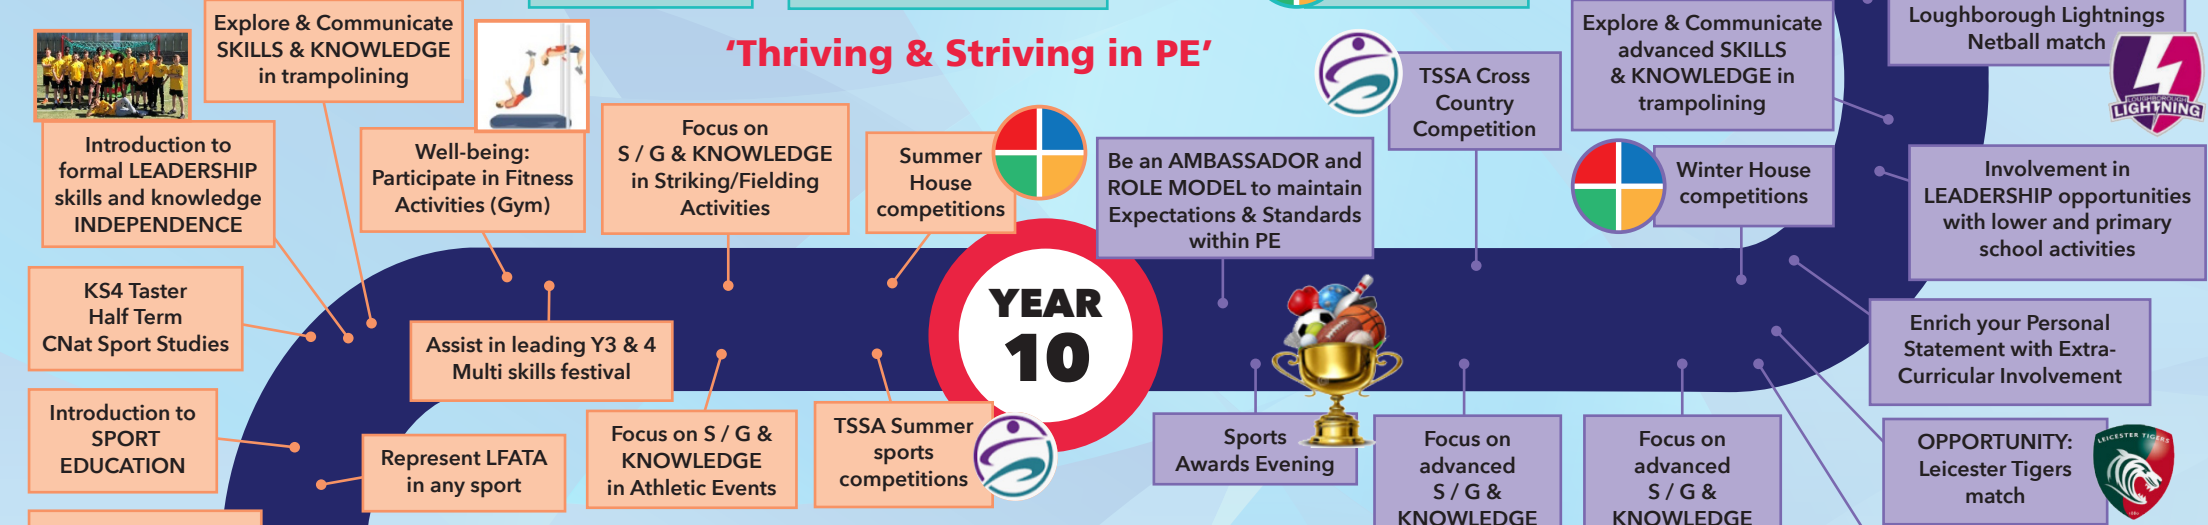 Explore & Communicate
SKILLS & KNOWLEDGE
in trampolining
'Thriving & Striving in PE'
Introduction to
formal LEADERSHIP
skills and knowledge
INDEPENDENCE
Well-being:
Participate in Fitness
Activities (Gym)
Focus on
S / G & KNOWLEDGE
in Striking/Fielding
Activities
Summer
House
competitions
Be an AMBASSADOR and
ROLE MODEL to maintain
Expectations & Standards
within PE
TSSA Cross
Country
Competition
Explore & Communicate
advanced SKILLS
& KNOWLEDGE in
trampolining
Winter House
competitions
Loughborough Lightnings
Netball match
LOUGHBOROUGH
LIGHTNING
Involvement in
LEADERSHIP opportunities
with lower and primary
school activities
KS4 Taster
Half Term
CNat Sport Studies
Assist in leading Y3 & 4
Multi skills festival
YEAR
10
Enrich your Personal
Statement with Extra-
Curricular Involvement
Introduction to
SPORT
EDUCATION
Represent LFATA
in any sport
Focus on S / G &
KNOWLEDGE
in Athletic Events
TSSA Summer
sports
competitions
Sports
Awards Evening
Focus on
advanced
S / G &
KNOWLEDGE
Focus on
advanced
S / G &
KNOWLEDGE
OPPORTUNITY:
Leicester Tigers
match
LEICESTER TIGERS